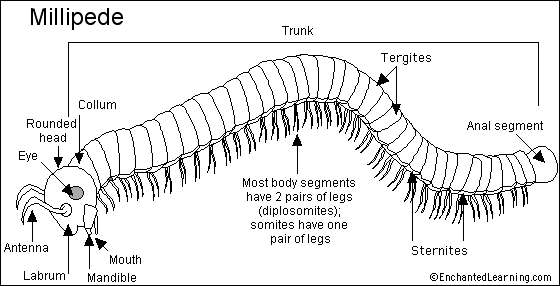 Millipede
Trunk
Tergites
Collum
Rounded
head
Eye
Anal segment
Most body segments
have 2 pairs of legs
(diplosomites);
somites have one
pair of legs
Antenna
Labrum
Mouth
Mandible
Sternites
©EnchantedLearning.com